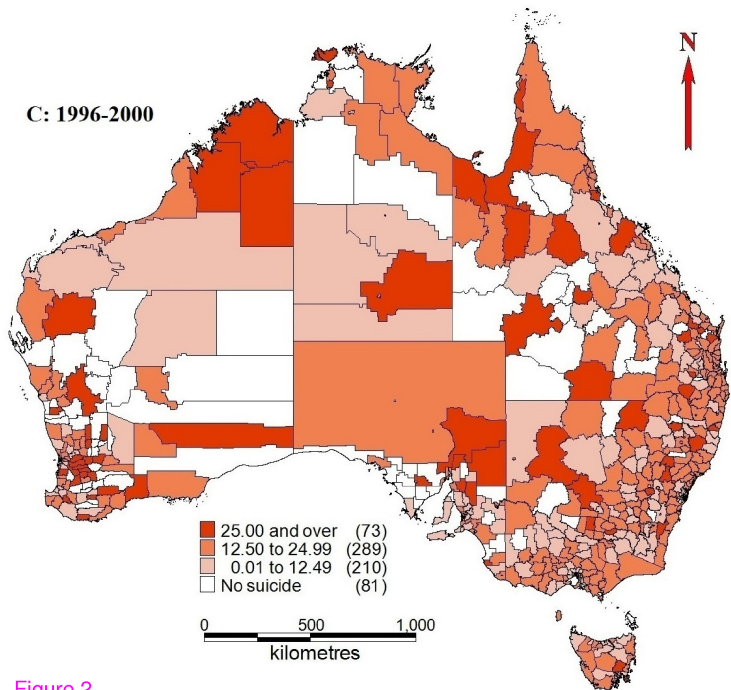 N
C: 1996-2000
25.00 and over (73)
12.50 to 24.99 (289)
0.01 to 12.49 (210)
No suicide (81)
0 500 1,000
kilometres
Figure 2